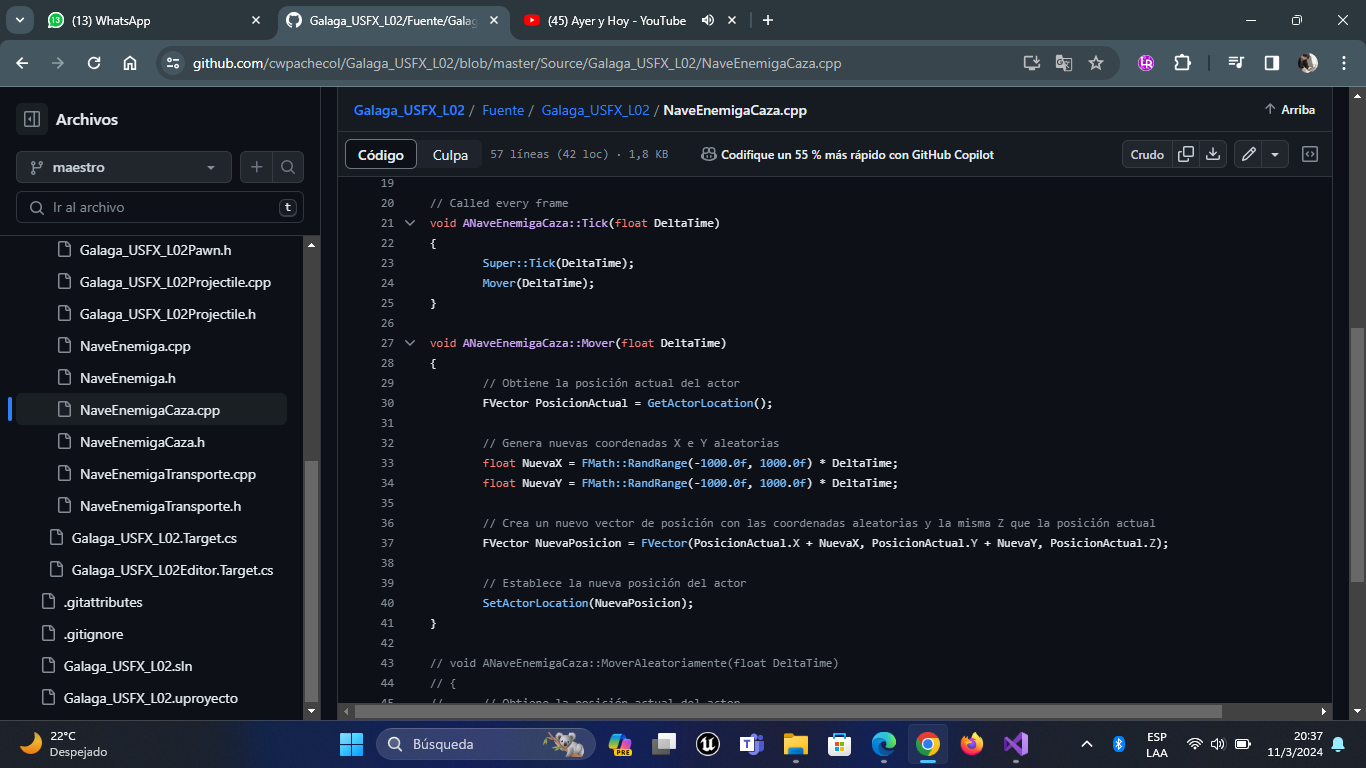 (13) WhatsApp
Galaga_USFX_L02/Fuente/Galag
(45) Ayer y Hoy - YouTube
github.com/cwpachecol/Galaga_USFX_L02/blob/master/Source/Galaga_USFX_L02/NaveEnemigaCaza.cpp
Archivos
maestro
Ir al archivo
t
Galaga_USFX_L02Pawn.h
Galaga_USFX_L02Projectile.cpp
Galaga_USFX_L02Projectile.h
NaveEnemiga.cpp
NaveEnemiga.h
NaveEnemigaCaza.cpp
NaveEnemigaCaza.h
NaveEnemigaTransporte.cpp
NaveEnemigaTransporte.h
Galaga_USFX_L02.Target.cs
Galaga_USFX_L02Editor.Target.cs
.gitattributes
.gitignore
Galaga_USFX_L02.sln
Galaga_USFX_L02.uproyecto
Galaga_USFX_L02 / Fuente / Galaga_USFX_L02 / NaveEnemigaCaza.cpp
Arriba
Código Culpa 57 líneas (42 loc) · 1,8 KB Codifique un 55 % más rápido con GitHub Copilot Crudo
19
20 // Called every frame
21 void ANaveEnemigaCaza::Tick(float DeltaTime)
22 {
23 Super::Tick(DeltaTime);
24 Mover(DeltaTime);
25 }
26
27 void ANaveEnemigaCaza::Mover(float DeltaTime)
28 {
29 // Obtiene la posición actual del actor
30 FVector PosicionActual = GetActorLocation();
31
32 // Genera nuevas coordenadas X e Y aleatorias
33 float NuevaX = FMath::RandRange(-1000.0f, 1000.0f) * DeltaTime;
34 float NuevaY = FMath::RandRange(-1000.0f, 1000.0f) * DeltaTime;
35
36 // Crea un nuevo vector de posición con las coordenadas aleatorias y la misma Z que la posición actual
37 FVector NuevaPosicion = FVector(PosicionActual.X + NuevaX, PosicionActual.Y + NuevaY, PosicionActual.Z);
38
39 // Establece la nueva posición del actor
40 SetActorLocation(NuevaPosicion);
41 }
42
43 // void ANaveEnemigaCaza::MoverAleatoriamente(float DeltaTime)
44 // {
45 // // Obtiene la posición actual del actor
22°C
Despejado
Búsqueda
PRE
ESP
LAA
20:37
11/3/2024